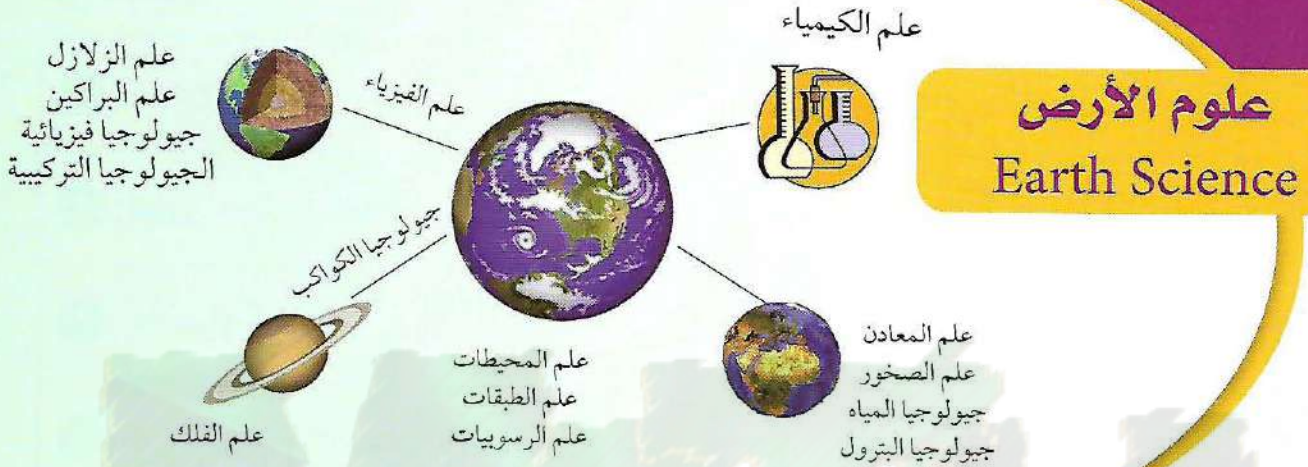 علوم الأرض
Earth Science
علم الكيمياء
علم الفيزياء
علم الزلازل
علم البراكين
جيولوجيا فيزيائية
الجيولوجيا التركيبية
جيولوجيا الكواكب
علم الفلك
علم المحيطات
علم الطبقات
علم الرسوبيات
علم المعادن
علم الصخور
جيولوجيا المياه
جيولوجيا البترول